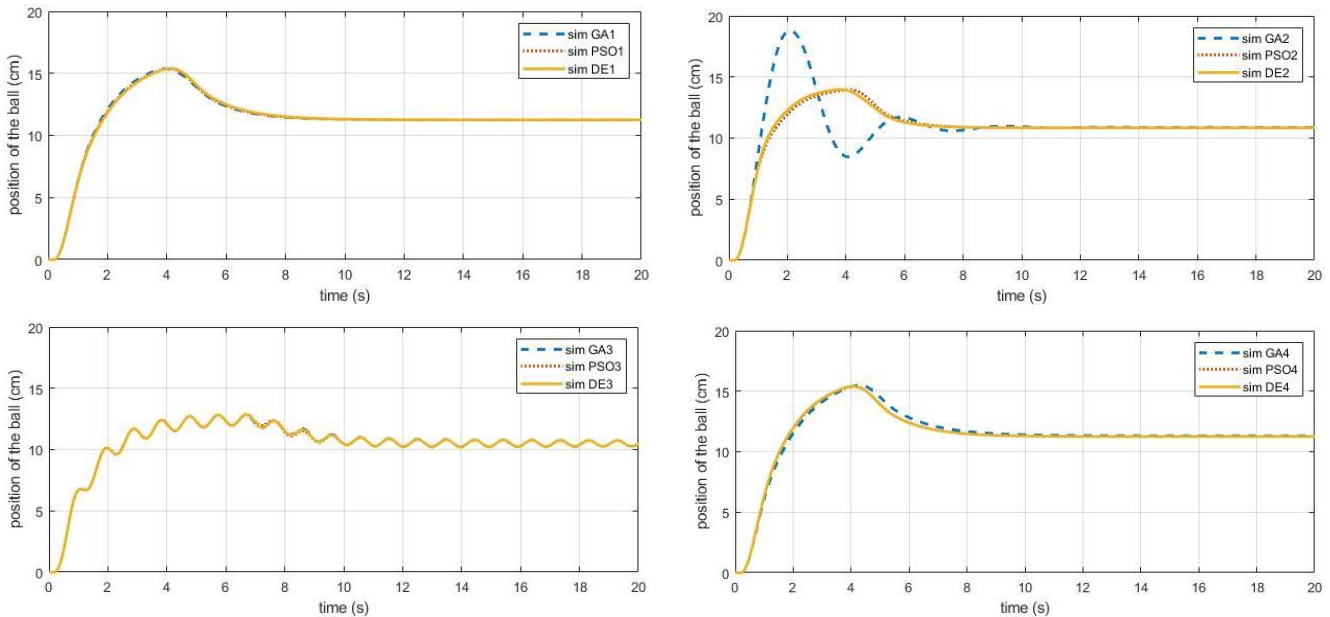 20
15
10
5
0
position of the ball (cm)
sim GA1
sim PSO1
sim DE1
0 2 4 6 8 10 12 14 16 18 20
time (s)
20
15
10
5
0
position of the ball (cm)
sim GA2
sim PSO2
sim DE2
0 2 4 6 8 10 12 14 16 18 20
time (s)
20
15
10
5
0
position of the ball (cm)
sim GA3
sim PSO3
sim DE3
0 2 4 6 8 10 12 14 16 18 20
time (s)
20
15
10
5
0
position of the ball (cm)
sim GA4
sim PSO4
sim DE4
0 2 4 6 8 10 12 14 16 18 20
time (s)